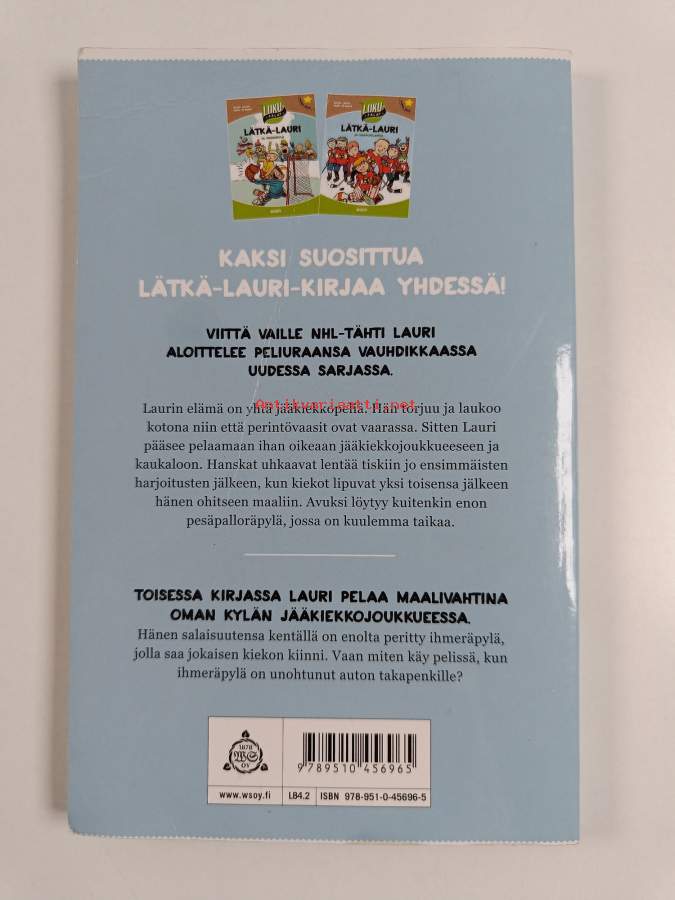 LUKU
PALAT
LÄTKÄ-LAURI
LUKU
PALAT
LÄTKÄ-LAURI
KAKSI SUOSITTUA
LÄTKÄ-LAURI-KIRJAA YHDESSÄ!
VIITTÄ VAILLE NHL-TÄHTI LAURI
ALOITTELEE PELIURAANSA VAUHDIKKAASSA
UUDESSA SARJASSA.
Antikvariaatti.net
Laurin elämä on yhtä jääkiekkopeliä. Hän torjuu ja laukoo
kotona niin että perintövaasit ovat vaarassa. Sitten Lauri
pääsee pelaamaan ihan oikeaan jääkiekkojoukkueeseen ja
kaukaloon. Hanskat uhkaavat lentää tiskiin jo ensimmäisten
harjoitusten jälkeen, kun kiekot lipuvat yksi toisensa jälkeen
hänen ohitseen maaliin. Avuksi löytyy kuitenkin enon
pesäpalloräpylä, jossa on kuulemma taikaa.
TOISESSA KIRJASSA LAURI PELAA MAALIVAHTINA
OMAN KYLÄN JÄÄKIEKKOJOUKKUEESSA.
Hänen salaisuutensa kentällä on enolta peritty ihmeräpylä,
jolla saa jokaisen kiekon kiinni. Vaan miten käy pelissä, kun
ihmeräpylä on unohtunut auton takapenkille?
1878
WS
OY
9 789510 456965
www.wsoy.fi
L84.2
ISBN 978-951-0-45696-5